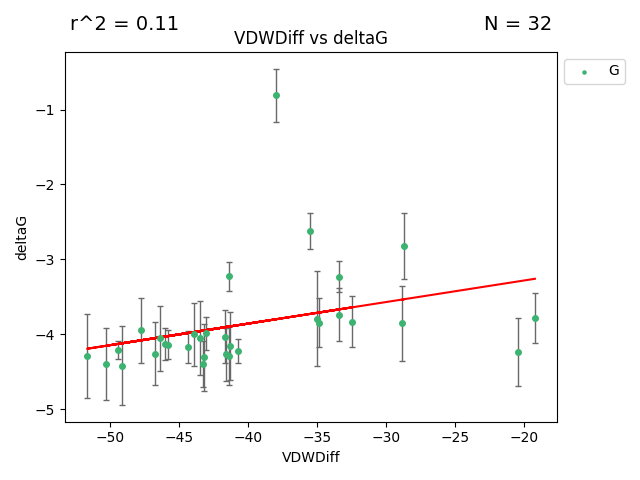 r^2 = 0.11
N = 32
VDWDiff vs deltaG
G
−1
−2
−3
−4
−5
deltaG
−50 −45 −40 −35 −30 −25 −20
VDWDiff